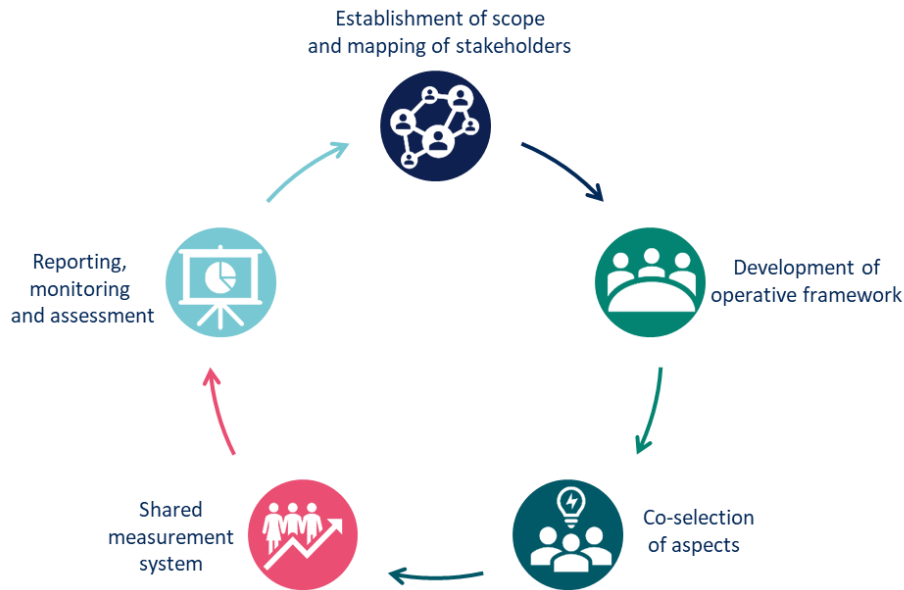 Establishment of scope
and mapping of stakeholders
Development of
operative framework
Co-selection
of aspects
Shared
measurement
system
Reporting,
monitoring
and assessment